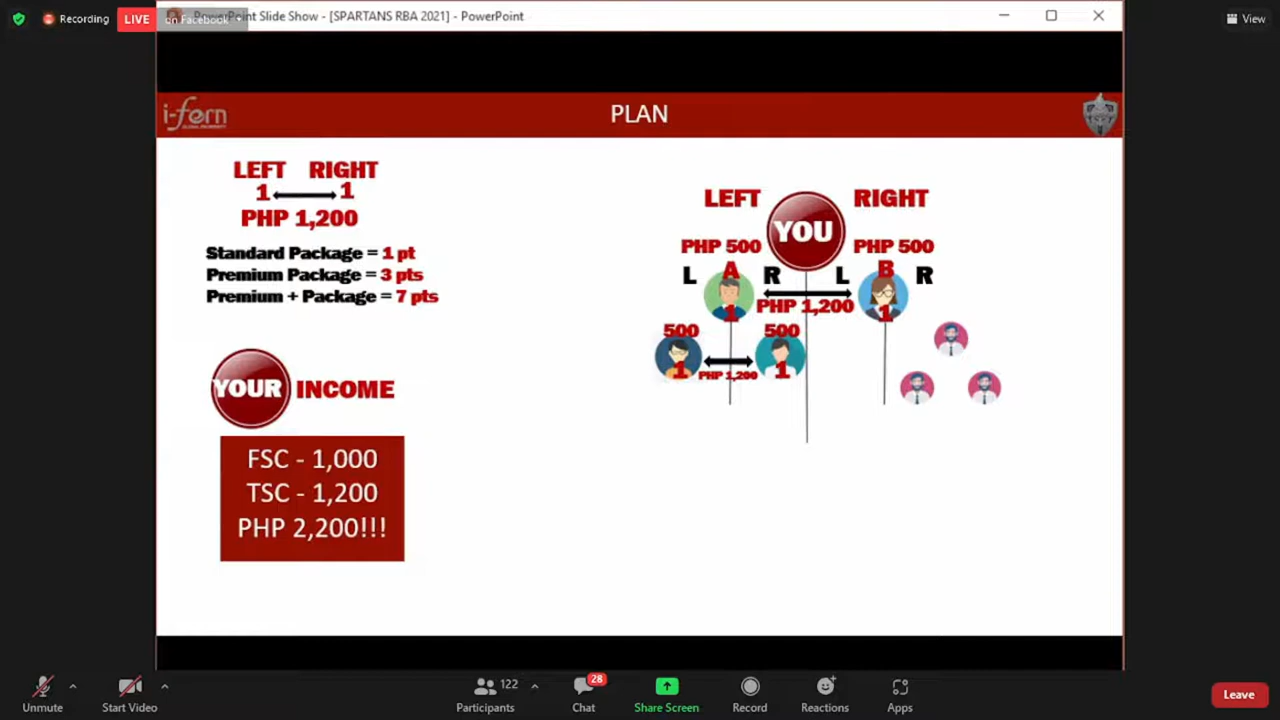 Recording
LIVE on Facebook
PowerPoint Slide Show - [SPARTANS RBA 2021] - PowerPoint
View
i-fern
PLAN
LEFT RIGHT
1 1
PHP 1,200
Standard Package = 1 pt
Premium Package = 3 pts
Premium + Package = 7 pts
YOUR INCOME
FSC - 1,000
TSC - 1,200
PHP 2,200!!!
LEFT YOU RIGHT
PHP 500 PHP 500
L A R L B R
1 PHP 1,200 1
500 500
1 PHP 1,200 1
Unmute
Start Video
122
Participants
28
Chat
Share Screen
Record
Reactions
Apps
Leave